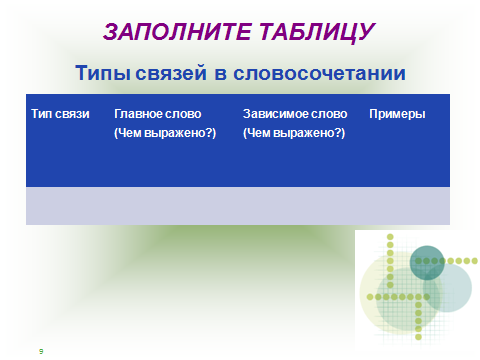 ЗАПОЛНИТЕ ТАБЛИЦУ
Типы связей в словосочетании
Тип связи Главное слово Зависимое слово Примеры
(Чем выражено?) (Чем выражено?)
9